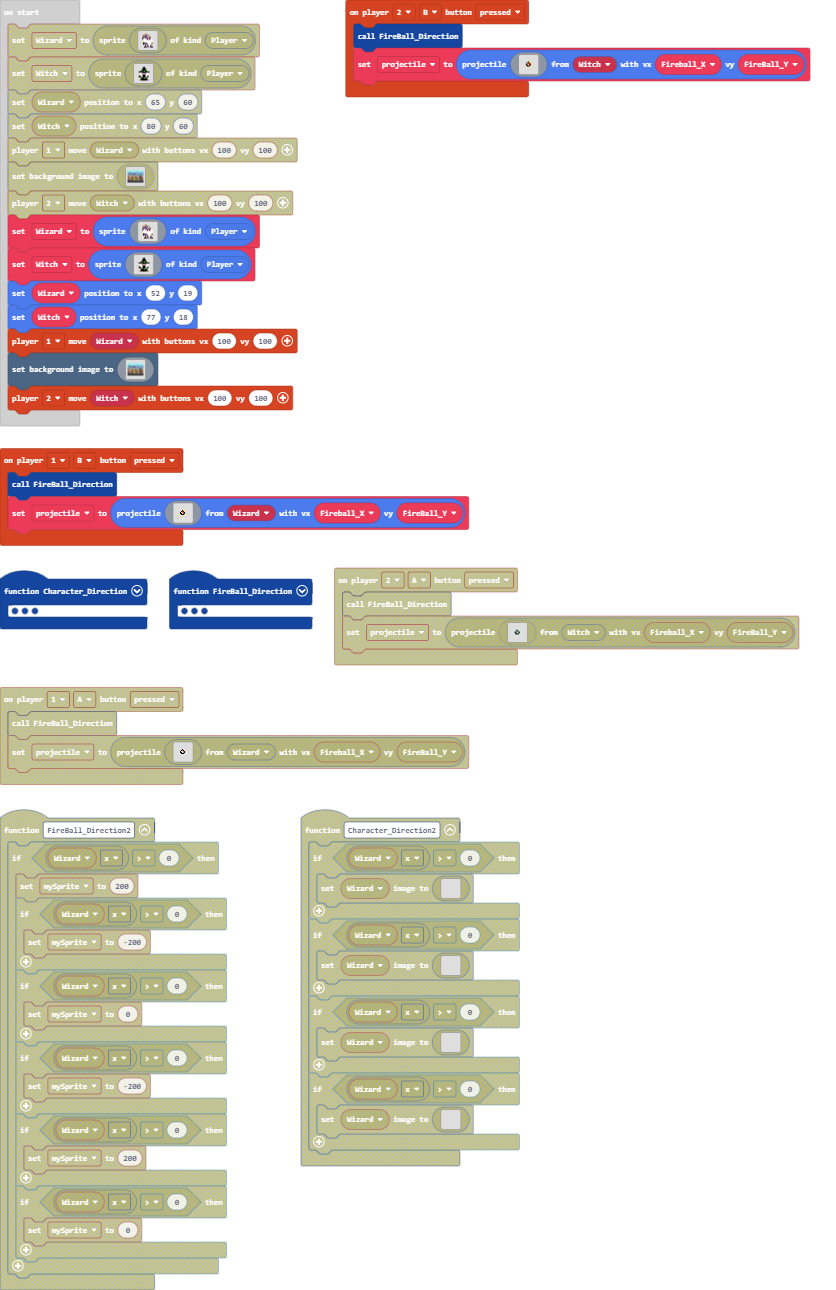 on start
set Wizard to sprite of kind Player
set Witch to sprite of kind Player
set Wizard position to x 65 y 60
set Witch position to x 80 y 60
player 1 move Wizard with buttons vx 100 vy 100
set background image to
player 2 move Witch with buttons vx 100 vy 100
set Wizard to sprite of kind Player
set Witch to sprite of kind Player
set Wizard position to x 52 y 19
set Witch position to x 77 y 18
player 1 move Wizard with buttons vx 100 vy 100
set background image to
player 2 move Witch with buttons vx 100 vy 100
on player 2 B button pressed
call FireBall_Direction
set projectile to projectile from Witch with vx Fireball_X vy FireBall_Y
on player 1 B button pressed
call FireBall_Direction
set projectile to projectile from Wizard with vx Fireball_X vy FireBall_Y
function Character_Direction
function FireBall_Direction
on player 2 A button pressed
call FireBall_Direction
set projectile to projectile from Witch with vx Fireball_X vy FireBall_Y
on player 1 A button pressed
call FireBall_Direction
set projectile to projectile from Wizard with vx Fireball_X vy FireBall_Y
function FireBall_Direction2
if Wizard x > 0 then
set mySprite to 200
if Wizard x > 0 then
set mySprite to -200
if Wizard x > 0 then
set mySprite to 0
if Wizard x > 0 then
set mySprite to -200
if Wizard x > 0 then
set mySprite to 200
if Wizard x > 0 then
set mySprite to 0
function Character_Direction2
if Wizard x > 0 then
set Wizard image to
if Wizard x > 0 then
set Wizard image to
if Wizard x > 0 then
set Wizard image to
if Wizard x > 0 then
set Wizard image to